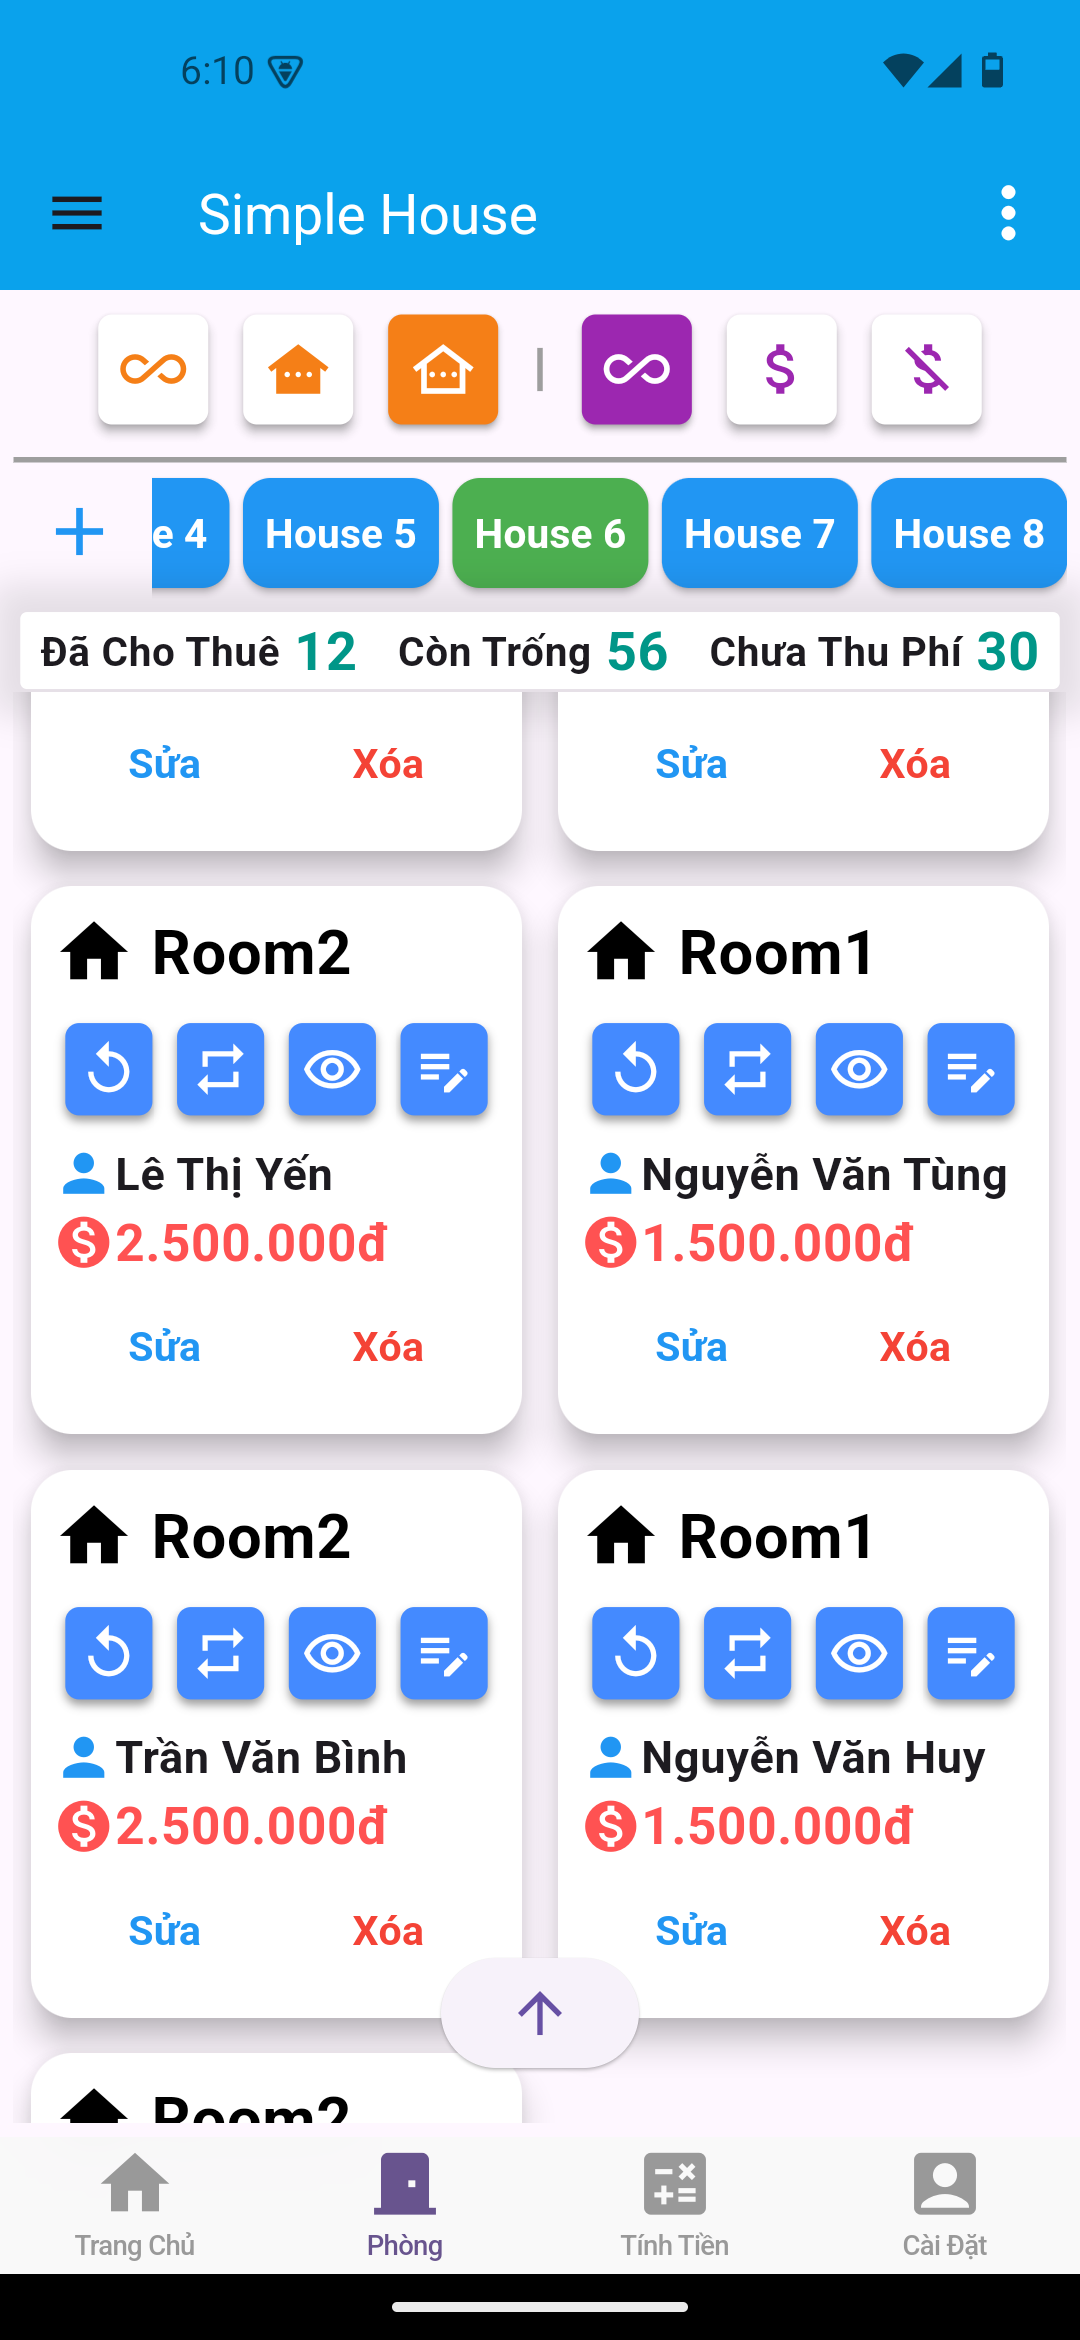 6:10
Simple House
e 4 House 5 House 6 House 7 House 8
Đã Cho Thuê 12 Còn Trống 56 Chưa Thu Phí 30
Sửa Xóa Sửa Xóa
Room2 Room1
Lê Thị Yến Nguyễn Văn Tùng
2.500.000đ 1.500.000đ
Sửa Xóa Sửa Xóa
Room2 Room1
Trần Văn Bình Nguyễn Văn Huy
2.500.000đ 1.500.000đ
Sửa Xóa Sửa Xóa
Room2
Trang Chủ Phòng Tính Tiền Cài Đặt